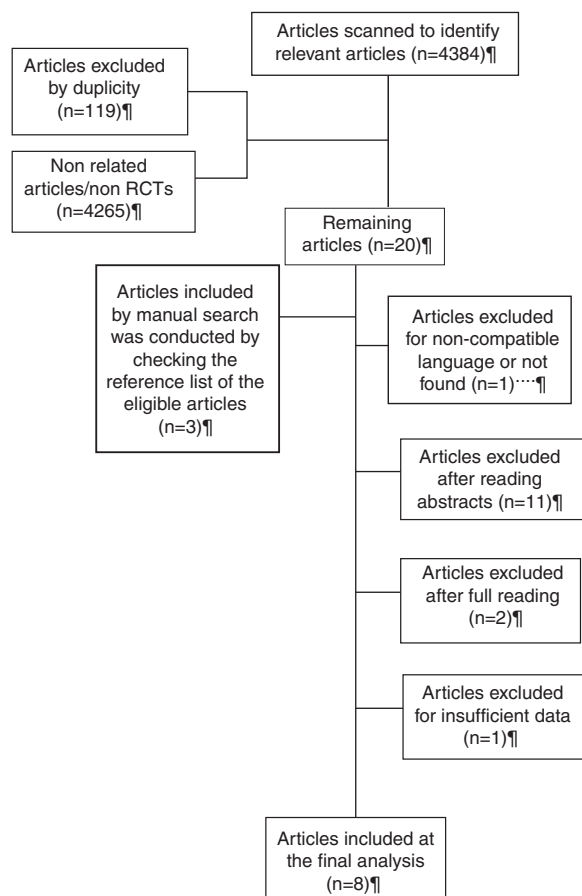 Articles scanned to identify
relevant articles (n=4384)¶
Articles excluded
by duplicity
(n=119)¶
Non related
articles/non RCTs
(n=4265)¶
Remaining
articles (n=20)¶
Articles included
by manual search
was conducted by
checking the
reference list of the
eligible articles
(n=3)¶
Articles excluded
for non-compatible
language or not
found (n=1)····¶
Articles excluded
after reading
abstracts (n=11)¶
Articles excluded
after full reading
(n=2)¶
Articles excluded
for insufficient data
(n=1)¶
Articles included at
the final analysis
(n=8)¶